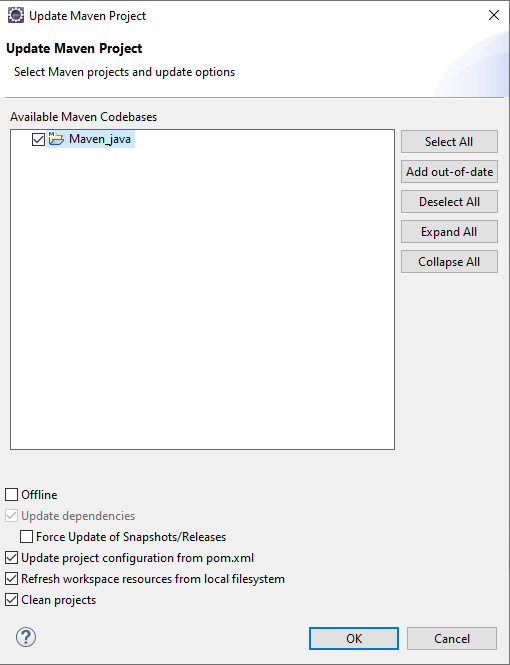 Update Maven Project
Update Maven Project
Select Maven projects and update options
Available Maven Codebases
Maven_java
Select All
Add out-of-date
Deselect All
Expand All
Collapse All
Offline
Update dependencies
Force Update of Snapshots/Releases
Update project configuration from pom.xml
Refresh workspace resources from local filesystem
Clean projects
?
OK
Cancel